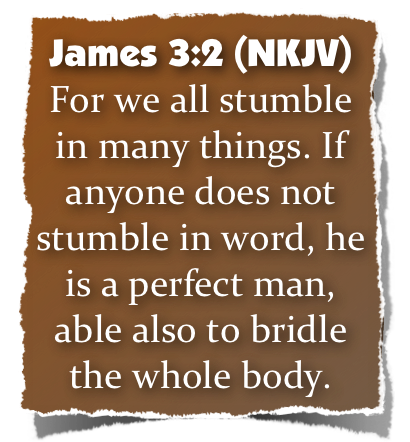 James 3:2 (NKJV)
For we all stumble
in many things. If
anyone does not
stumble in word, he
is a perfect man,
able also to bridle
the whole body.